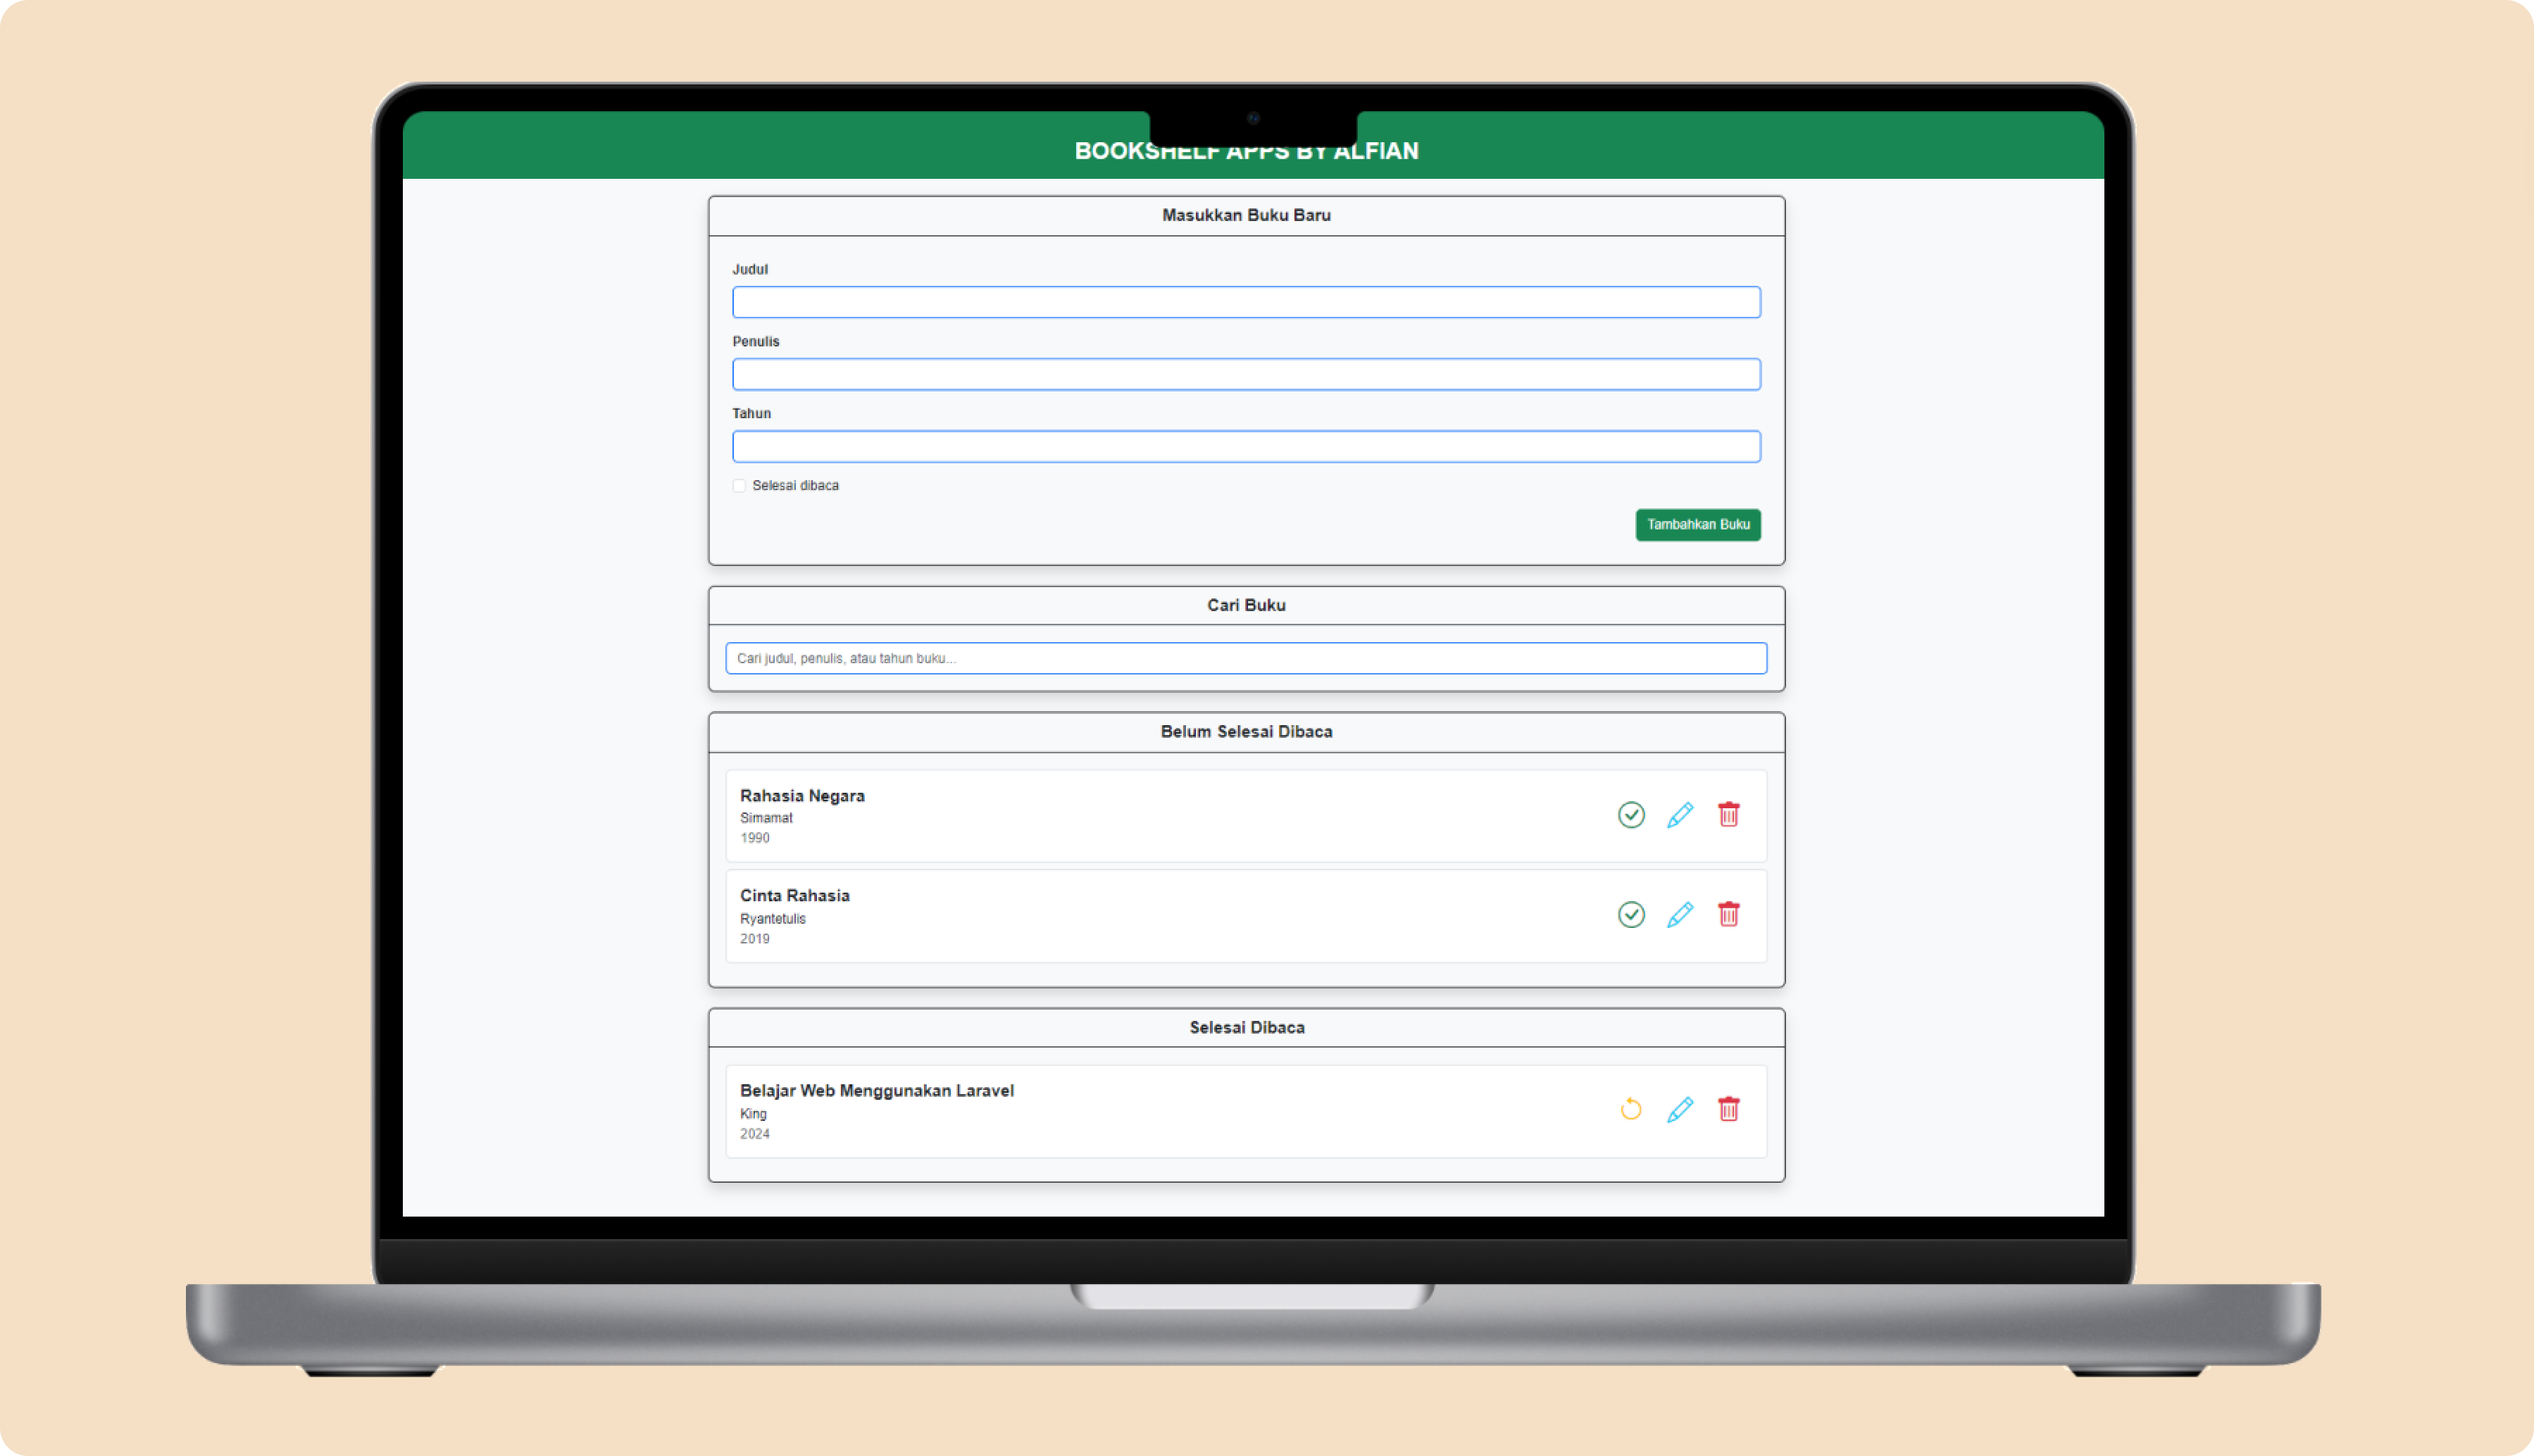 BOOKSHELF APPS BY ALFIAN
Masukkan Buku Baru
Judul
Penulis
Tahun
Selesai dibaca
Tambahkan Buku
Cari Buku
Cari judul, penulis, atau tahun buku...
Belum Selesai Dibaca
Rahasia Negara
Simamat
1990
Cinta Rahasia
Ryantetulis
2019
Selesai Dibaca
Belajar Web Menggunakan Laravel
King
2024